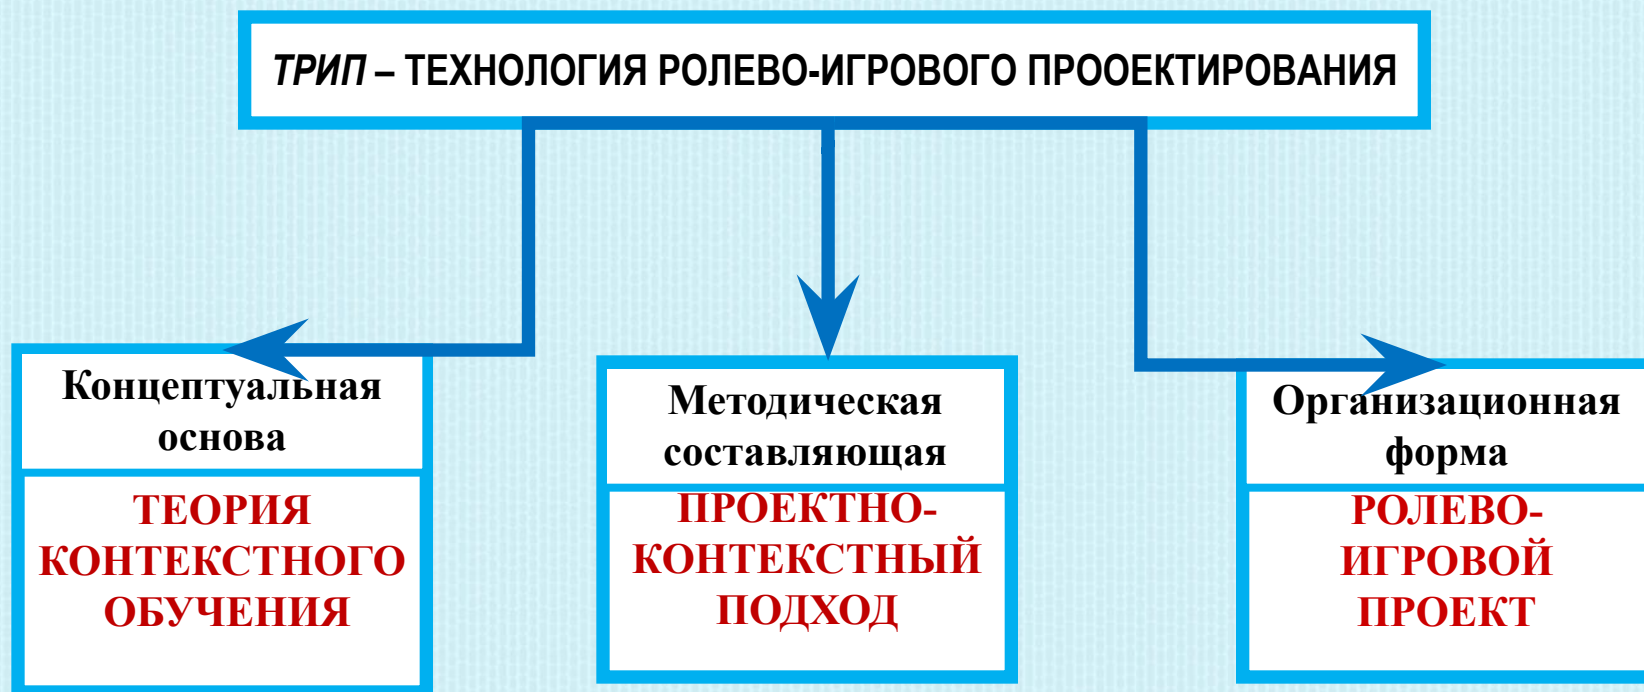 ТРИП – ТЕХНОЛОГИЯ РОЛЕВО-ИГРОВОГО ПРООЕКТИРОВАНИЯ
Концептуальная
основа
ТЕОРИЯ
КОНТЕКСТНОГО
ОБУЧЕНИЯ
Методическая
составляющая
ПРОЕКТНО-
КОНТЕКСТНЫЙ
ПОДХОД
Организационная
форма
РОЛЕВО-
ИГРОВОЙ
ПРОЕКТ